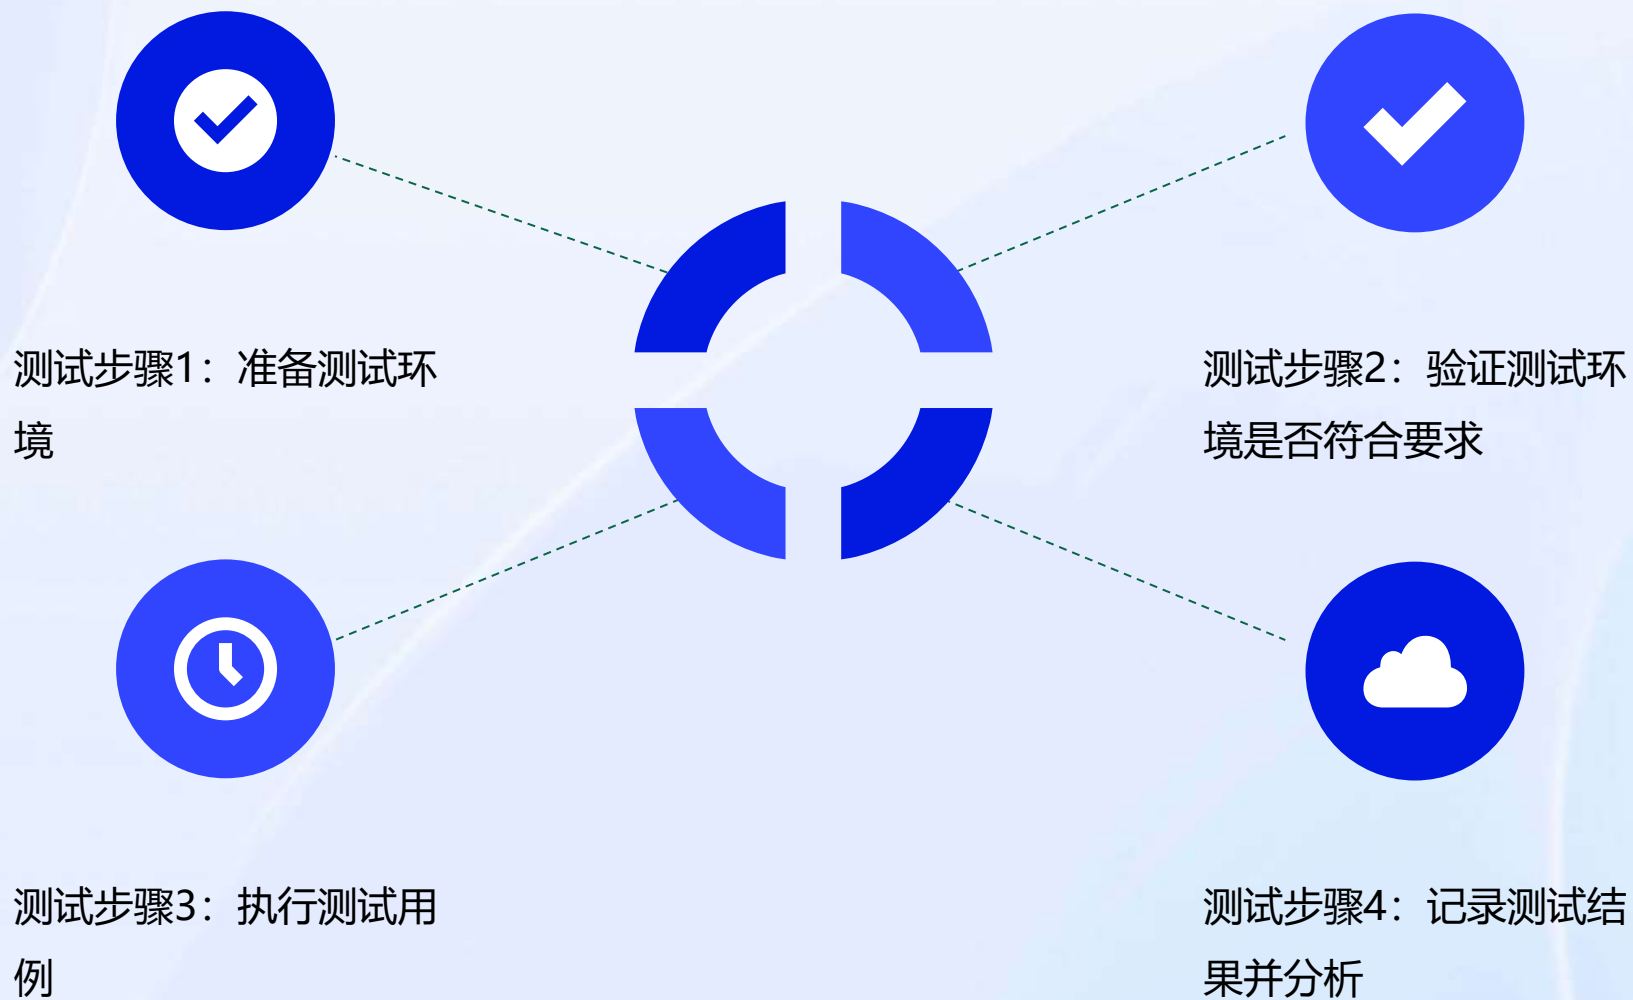 测试步骤1：准备测试环
境
测试步骤2：验证测试环
境是否符合要求
测试步骤3：执行测试用
例
测试步骤4：记录测试结
果并分析